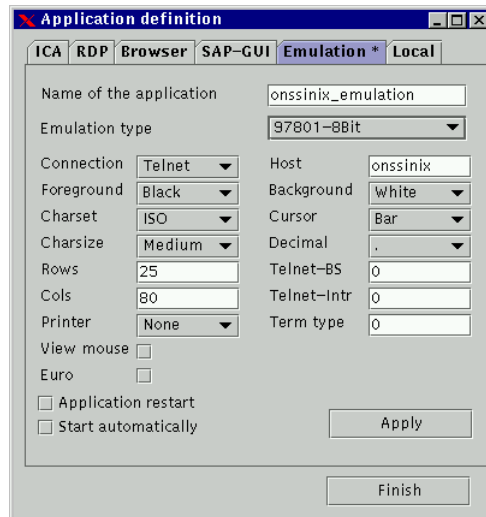 Application definition
ICA RDP Browser SAP-GUI Emulation * Local
Name of the application onssinix_emulation
Emulation type 97801-8Bit
Connection Telnet Host onssinix
Foreground Black Background White
Charset ISO Cursor Bar
Charsize Medium Decimal .
Rows 25 Telnet-BS 0
Cols 80 Telnet-Intr 0
Printer None Term type 0
View mouse
Euro
Application restart
Start automatically Apply
Finish